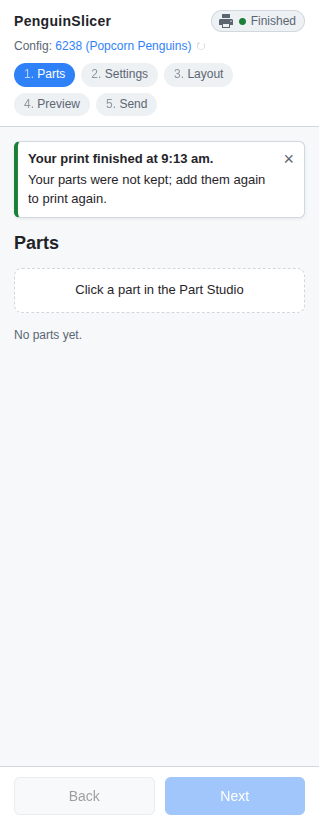 PenguinSlicer
Finished
Config: 6238 (Popcorn Penguins)
1. Parts
2. Settings
3. Layout
4. Preview
5. Send
Your print finished at 9:13 am.
×
Your parts were not kept; add them again
to print again.
Parts
Click a part in the Part Studio
No parts yet.
Back
Next